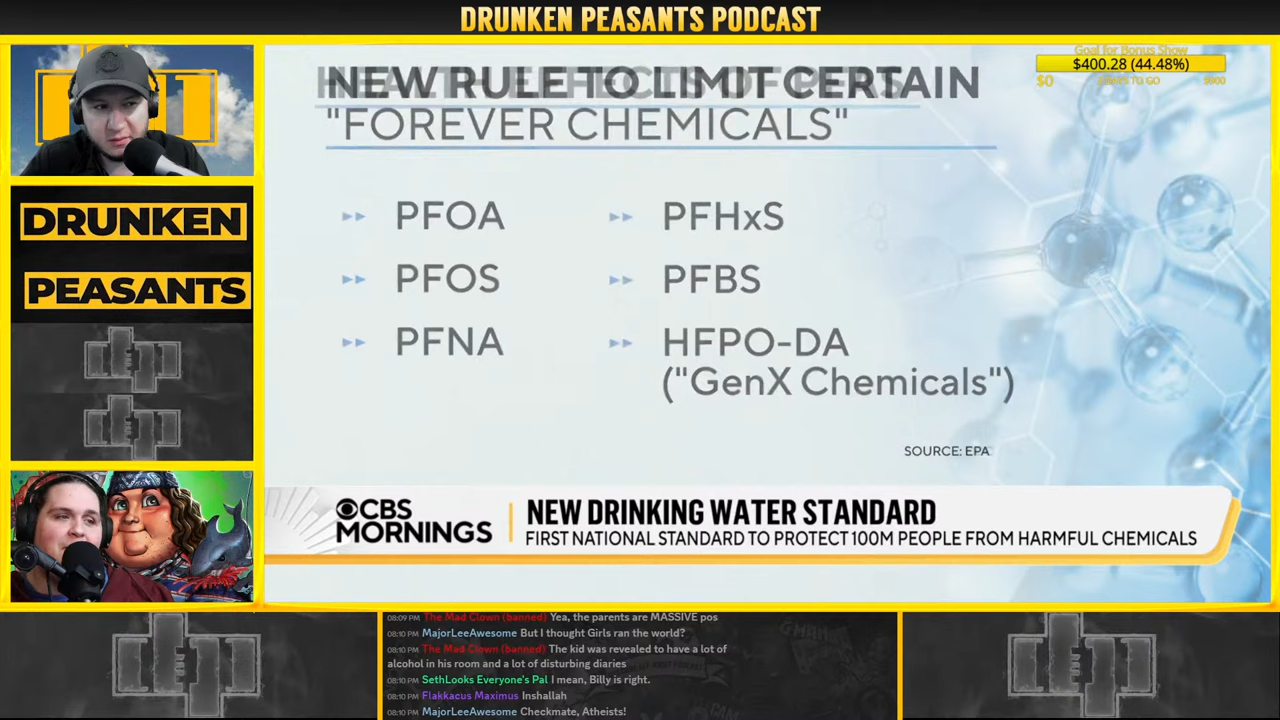 DRUNKEN PEASANTS PODCAST
Goal for Bonus Show
$400.28 (44.48%)
$0
NEW RULE TO LIMIT CERTAIN
"FOREVER CHEMICALS"
PFOA
PFHxS
PFOS
PFBS
PFNA
HFPO-DA
("GenX Chemicals")
SOURCE: EPA
DRUNKEN
PEASANTS
CBS
MORNINGS
NEW DRINKING WATER STANDARD
FIRST NATIONAL STANDARD TO PROTECT 100M PEOPLE FROM HARMFUL CHEMICALS
08:09 PM The Mad Clown (banned) Yea, the parents are MASSIVE pos
08:10 PM MajorLeeAwesome But I thought Girls ran the world?
08:10 PM The Mad Clown (banned) The kid was revealed to have a lot of
alcohol in his room and a lot of disturbing diaries
08:10 PM SethLooks Everyone's Pal I mean, Billy is right.
08:10 PM Flakkacus Maximus Inshallah
08:10 PM MajorLeeAwesome Checkmate, Atheists!